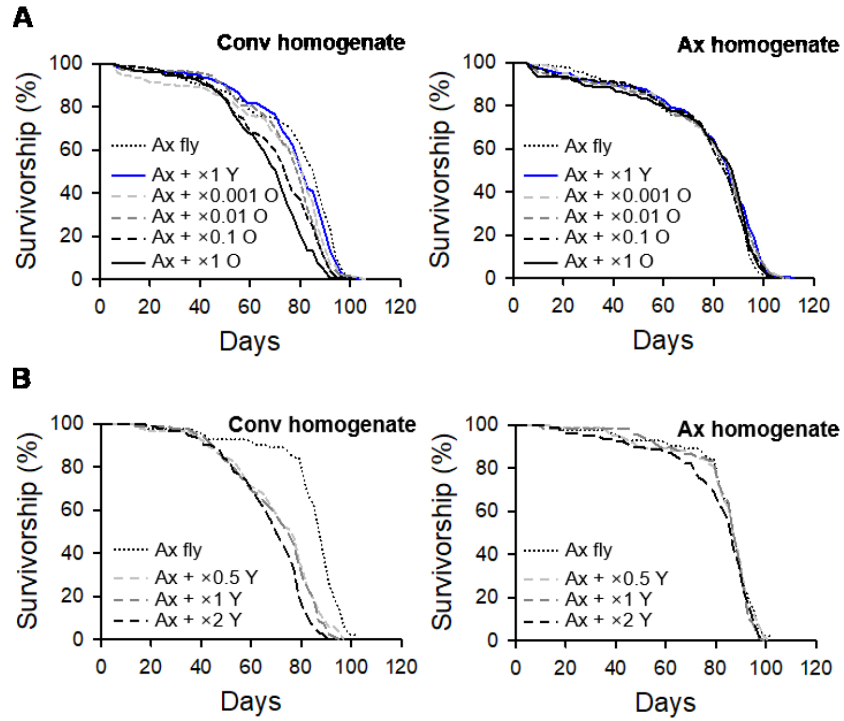 A
Conv homogenate
Survivorship (%)
100
80
60
40
20
0
Ax fly
Ax + ×1 Y
Ax + ×0.001 O
Ax + ×0.01 O
Ax + ×0.1 O
Ax + ×1 O
0 20 40 60 80 100 120
Days
Ax homogenate
Survivorship (%)
100
80
60
40
20
0
Ax fly
Ax + ×1 Y
Ax + ×0.001 O
Ax + ×0.01 O
Ax + ×0.1 O
Ax + ×1 O
0 20 40 60 80 100 120
Days
B
Conv homogenate
Survivorship (%)
100
80
60
40
20
0
Ax fly
Ax + ×0.5 Y
Ax + ×1 Y
Ax + ×2 Y
0 20 40 60 80 100 120
Days
Ax homogenate
Survivorship (%)
100
80
60
40
20
0
Ax fly
Ax + ×0.5 Y
Ax + ×1 Y
Ax + ×2 Y
0 20 40 60 80 100 120
Days